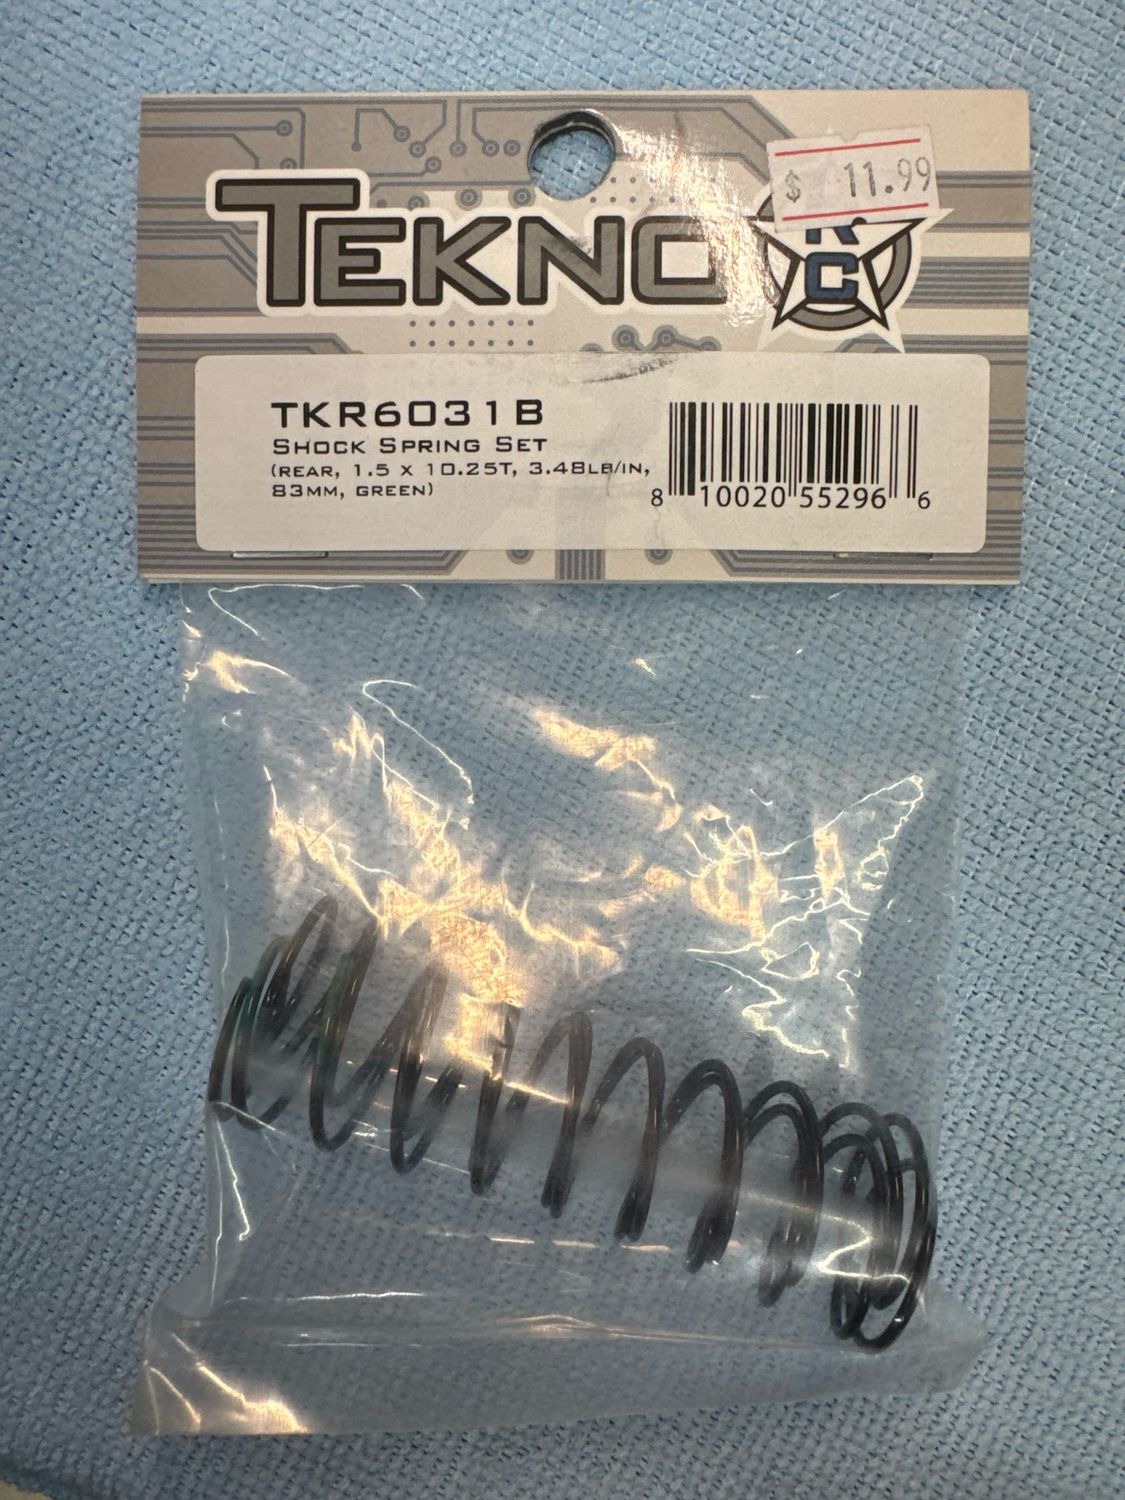 $ 11.99
TEKNO
RC
TKR6031B
SHOCK SPRING SET
(REAR, 1.5 X 10.25T, 3.48LB/IN,
83MM, GREEN)
8 10020 55296 6